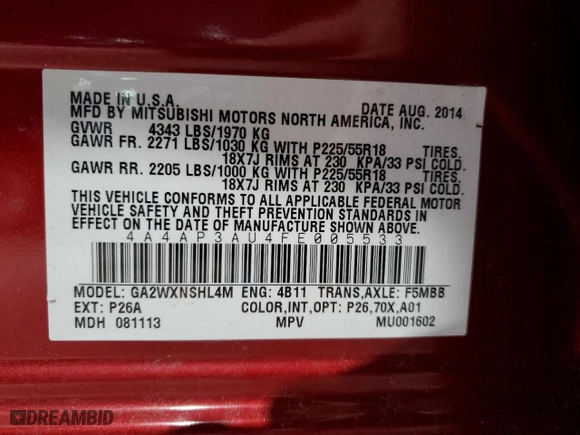 MADE IN U.S.A. DATE AUG. 2014
MFD BY MITSUBISHI MOTORS NORTH AMERICA, INC.
GVWR 4343 LBS/1970 KG
GAWR FR. 2271 LBS/1030 KG WITH P225/55R18 TIRES.
18X7J RIMS AT 230 KPA/33 PSI COLD.
GAWR RR. 2205 LBS/1000 KG WITH P225/55R18 TIRES.
18X7J RIMS AT 230 KPA/33 PSI COLD.
THIS VEHICLE CONFORMS TO ALL APPLICABLE FEDERAL MOTOR
VEHICLE SAFETY AND THEFT PREVENTION STANDARDS IN
EFFECT ON THE DATE OF MANUFACTURE SHOWN ABOVE.
4A4AP3AU4FE005533
MODEL: GA2WXNSHL4M ENG: 4B11 TRANS,AXLE: F5MBB
EXT: P26A COLOR,INT,OPT: P26,70X,A01
MDH 081113 MPV MU001602
DREAMBID